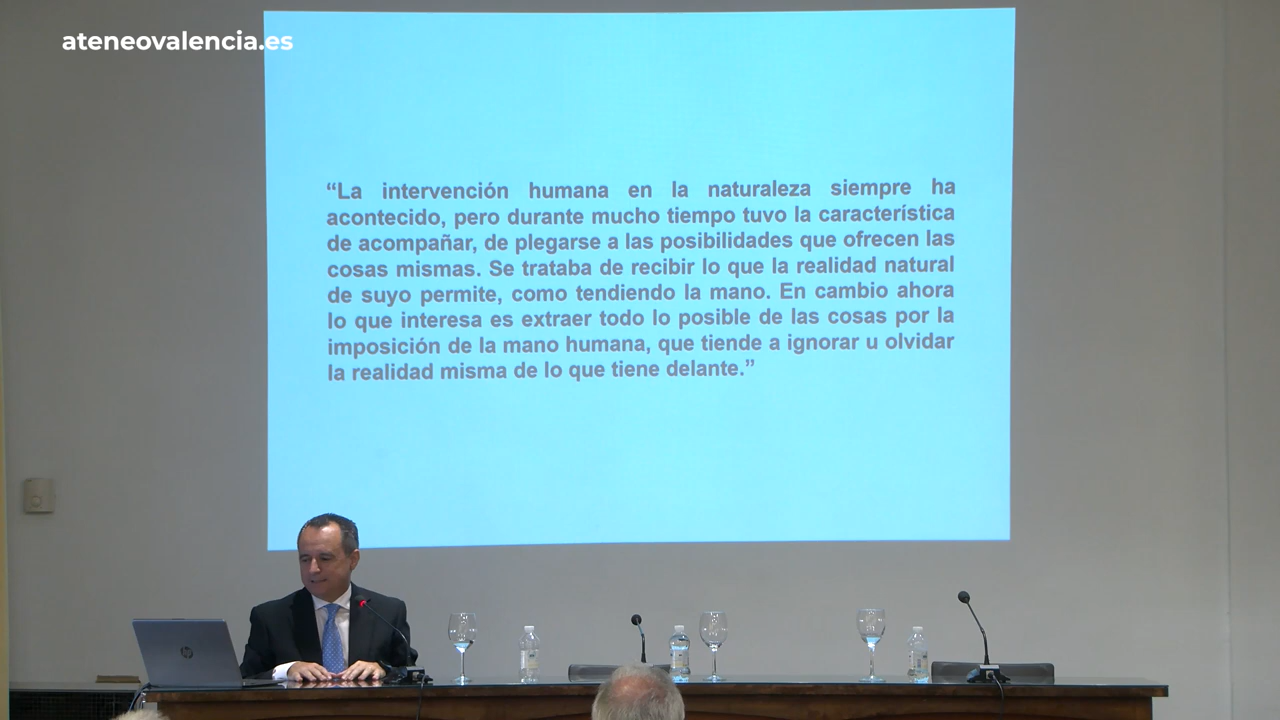 ateneovalencia.es
“La intervención humana en la naturaleza siempre ha
acontecido, pero durante mucho tiempo tuvo la característica
de acompañar, de plegarse a las posibilidades que ofrecen las
cosas mismas. Se trataba de recibir lo que la realidad natural
de suyo permite, como tendiendo la mano. En cambio ahora
lo que interesa es extraer todo lo posible de las cosas por la
imposición de la mano humana, que tiende a ignorar u olvidar
la realidad misma de lo que tiene delante.”
hp